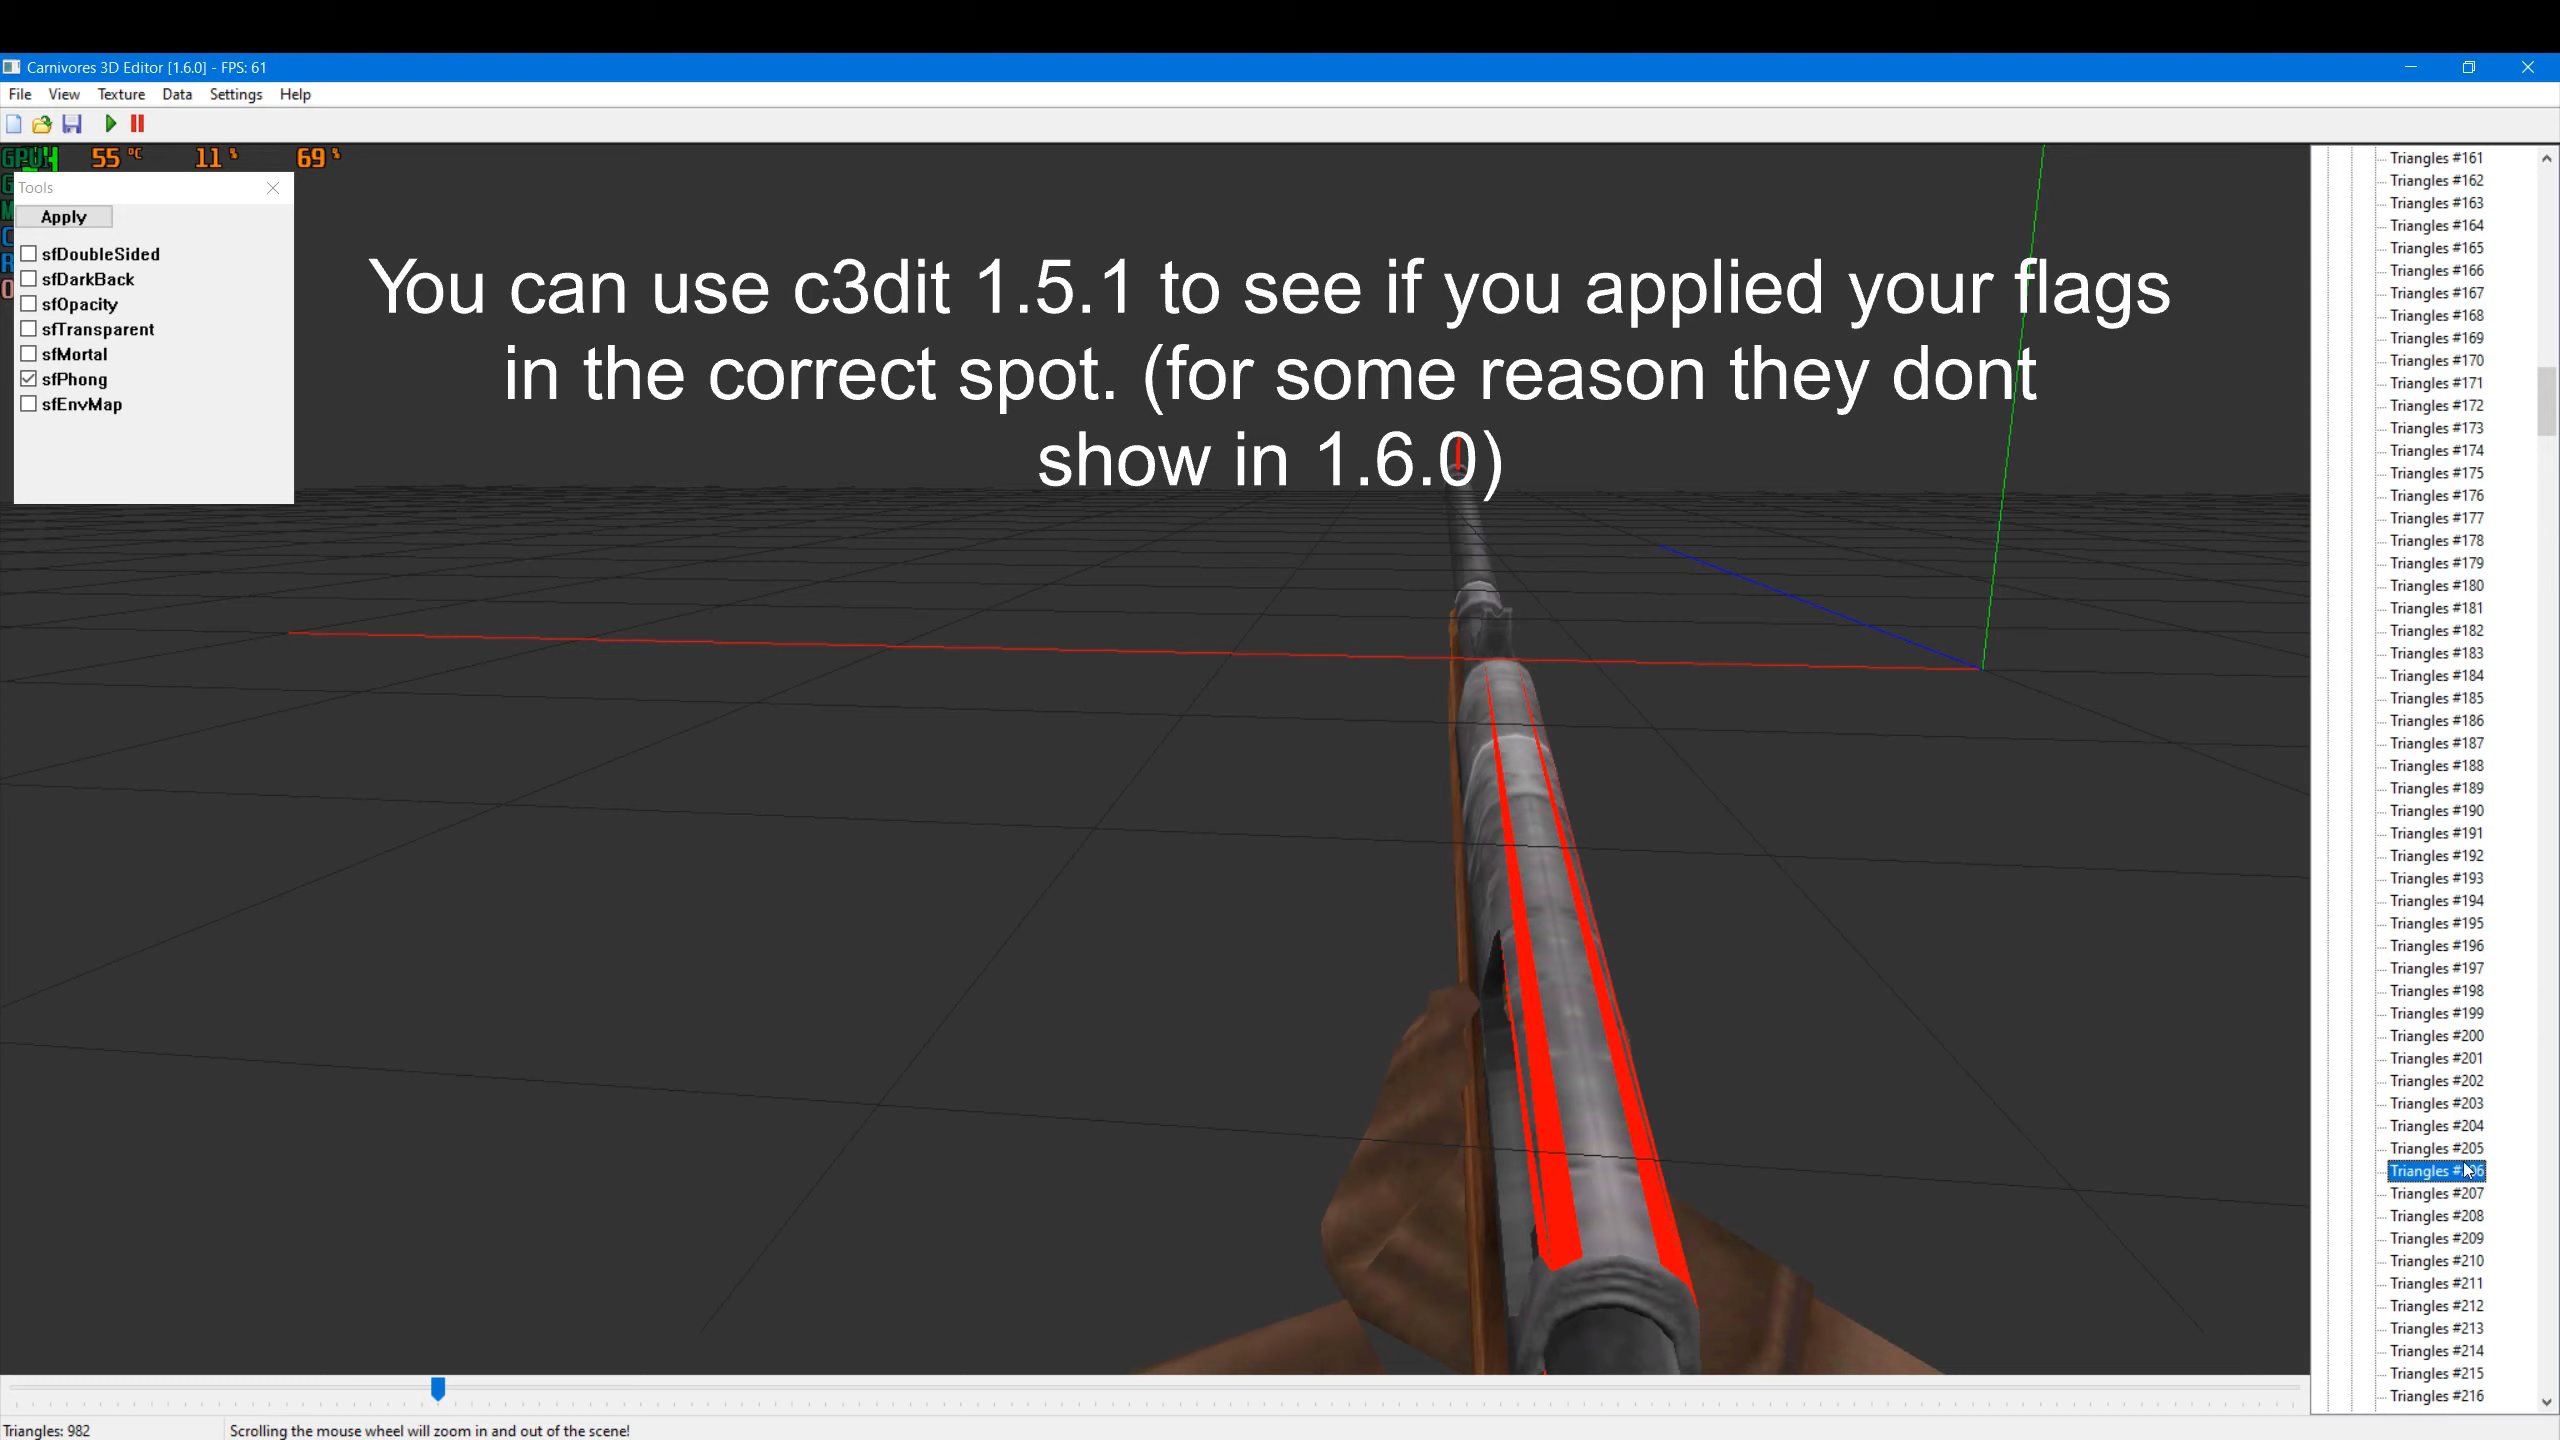 Carnivores 3D Editor [1.6.0] - FPS: 61
File View Texture Data Settings Help
55 °C 11 % 69 %
Tools
Apply
sfDoubleSided
sfDarkBack
sfOpacity
sfTransparent
sfMortal
sfPhong
sfEnvMap
You can use c3dit 1.5.1 to see if you applied your flags
in the correct spot. (for some reason they dont
show in 1.6.0)
Triangles #161
Triangles #162
Triangles #163
Triangles #164
Triangles #165
Triangles #166
Triangles #167
Triangles #168
Triangles #169
Triangles #170
Triangles #171
Triangles #172
Triangles #173
Triangles #174
Triangles #175
Triangles #176
Triangles #177
Triangles #178
Triangles #179
Triangles #180
Triangles #181
Triangles #182
Triangles #183
Triangles #184
Triangles #185
Triangles #186
Triangles #187
Triangles #188
Triangles #189
Triangles #190
Triangles #191
Triangles #192
Triangles #193
Triangles #194
Triangles #195
Triangles #196
Triangles #197
Triangles #198
Triangles #199
Triangles #200
Triangles #201
Triangles #202
Triangles #203
Triangles #204
Triangles #205
Triangles #206
Triangles #207
Triangles #208
Triangles #209
Triangles #210
Triangles #211
Triangles #212
Triangles #213
Triangles #214
Triangles #215
Triangles #216
Triangles: 982
Scrolling the mouse wheel will zoom in and out of the scene!